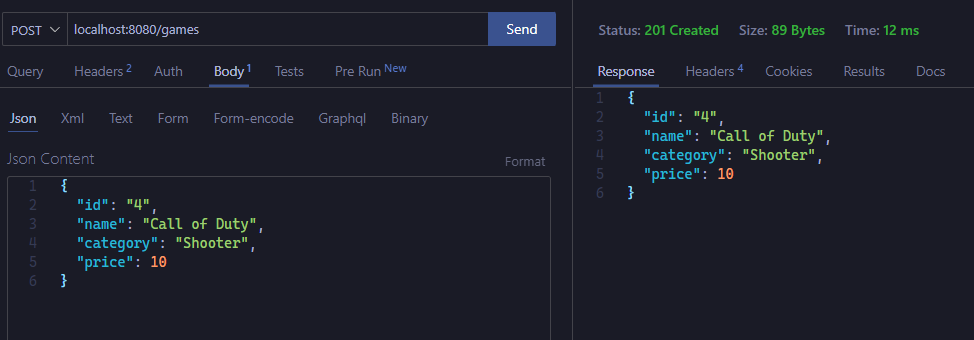 POST localhost:8080/games Send
Query Headers 2 Auth Body 1 Tests Pre Run New
Json Xml Text Form Form-encode Graphql Binary
Json Content Format
1 {
2 "id": "4",
3 "name": "Call of Duty",
4 "category": "Shooter",
5 "price": 10
6 }
Status: 201 Created Size: 89 Bytes Time: 12 ms
Response Headers 4 Cookies Results Docs
1 {
2 "id": "4",
3 "name": "Call of Duty",
4 "category": "Shooter",
5 "price": 10
6 }